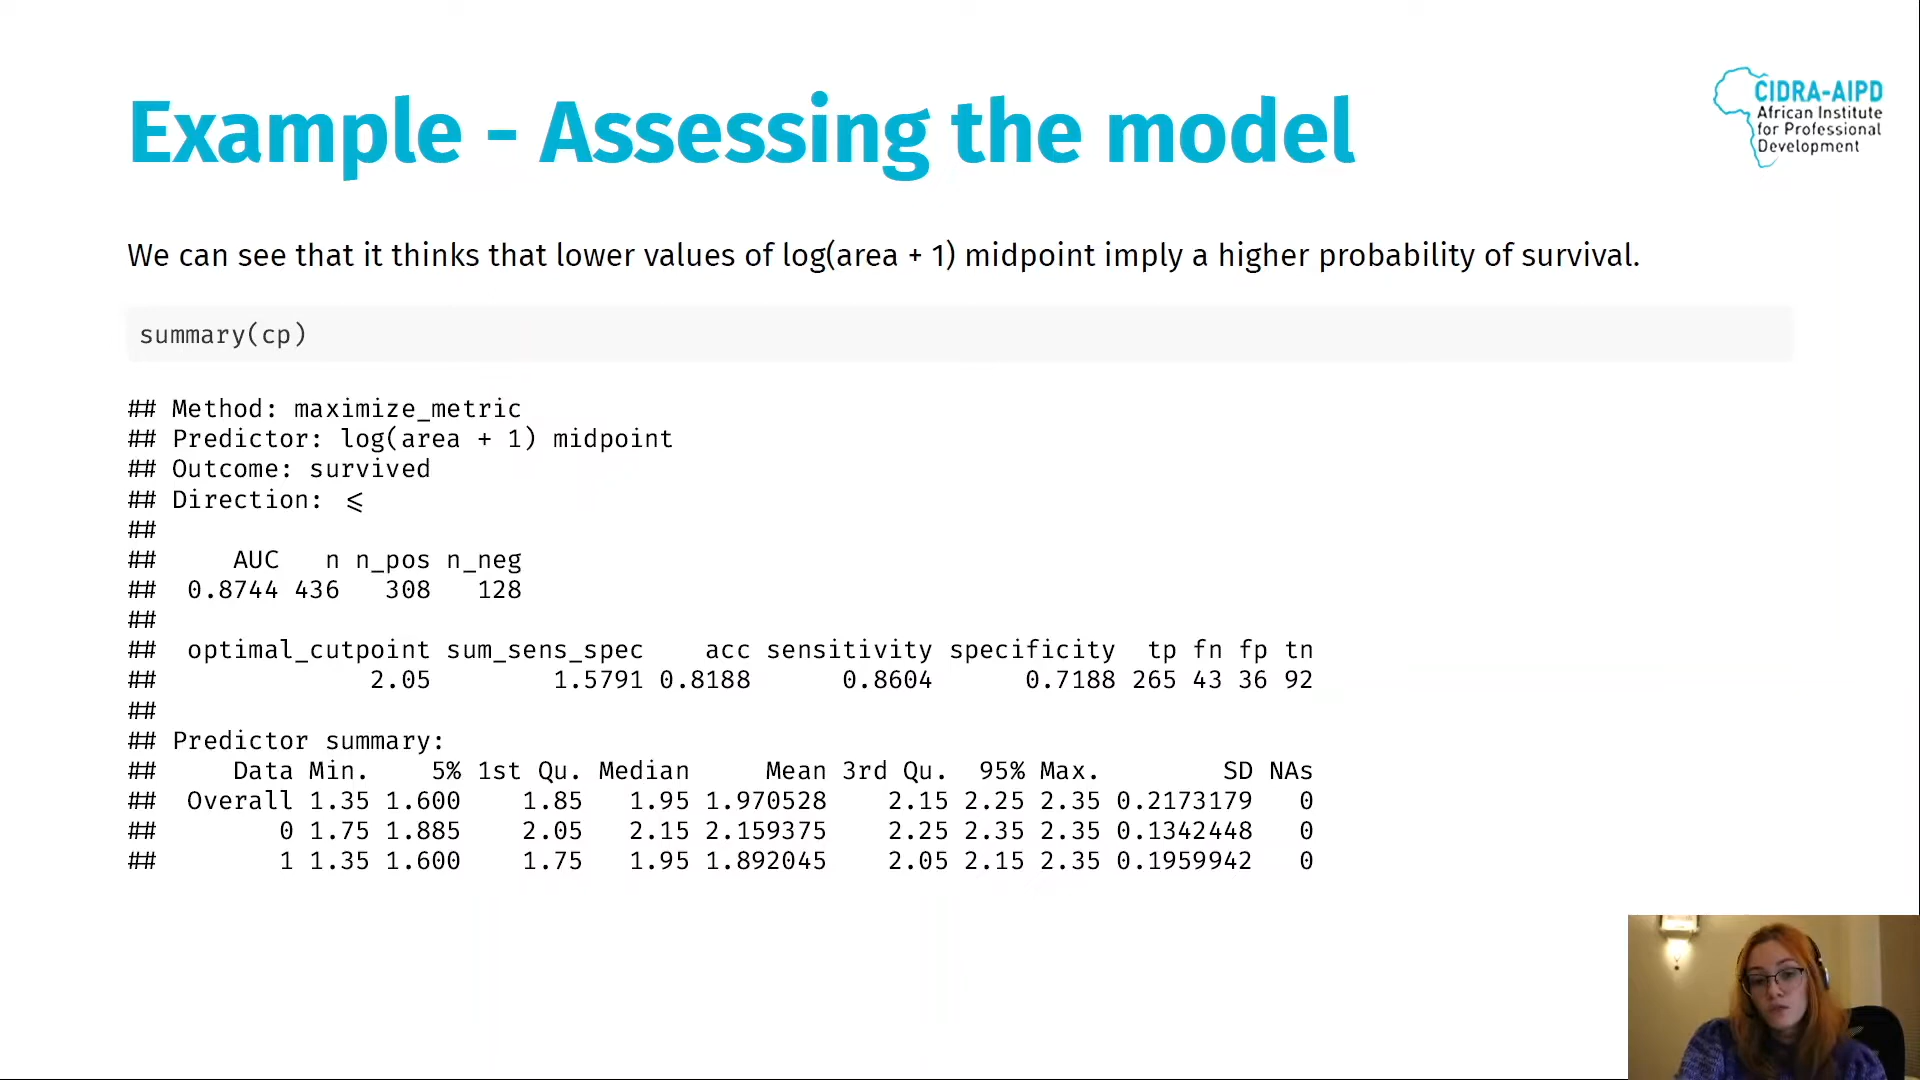 Example - Assessing the model
CIDRA-AIPD
African Institute
for Professional
Development
We can see that it thinks that lower values of log(area + 1) midpoint imply a higher probability of survival.
summary(cp)
## Method: maximize_metric
## Predictor: log(area + 1) midpoint
## Outcome: survived
## Direction: <=
##
##     AUC   n n_pos n_neg
##  0.8744 436   308   128
##
##  optimal_cutpoint sum_sens_spec    acc sensitivity specificity  tp fn fp tn
##              2.05        1.5791 0.8188      0.8604      0.7188 265 43 36 92
##
## Predictor summary:
##     Data Min.    5% 1st Qu. Median     Mean 3rd Qu.  95% Max.        SD NAs
##  Overall 1.35 1.600    1.85   1.95 1.970528    2.15 2.25 2.35 0.2173179   0
##        0 1.75 1.885    2.05   2.15 2.159375    2.25 2.35 2.35 0.1342448   0
##        1 1.35 1.600    1.75   1.95 1.892045    2.05 2.15 2.35 0.1959942   0